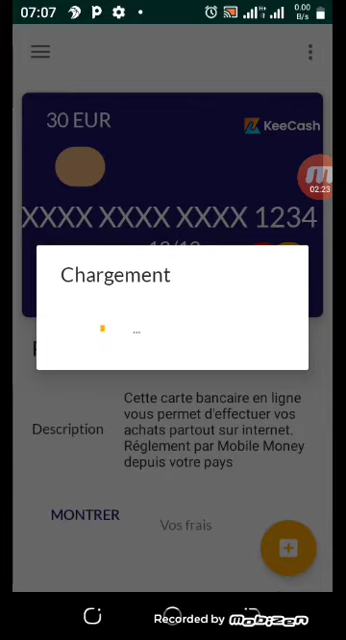 07:07
0.00
B/s
30 EUR
KeeCash
02:23
XXXX XXXX XXXX 1234
Chargement
...
Cette carte bancaire en ligne
vous permet d'effectuer vos
Description
achats partout sur internet.
Réglement par Mobile Money
depuis votre pays
MONTRER
Vos frais
Recorded by mobizen